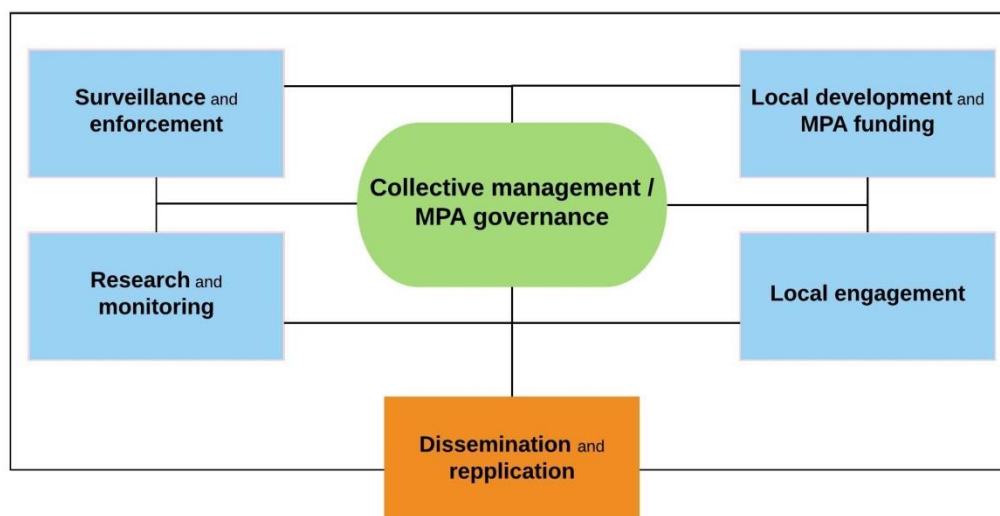 Surveillance and
enforcement
Local development and
MPA funding
Collective management /
MPA governance
Research and
monitoring
Local engagement
Dissemination and
repplication